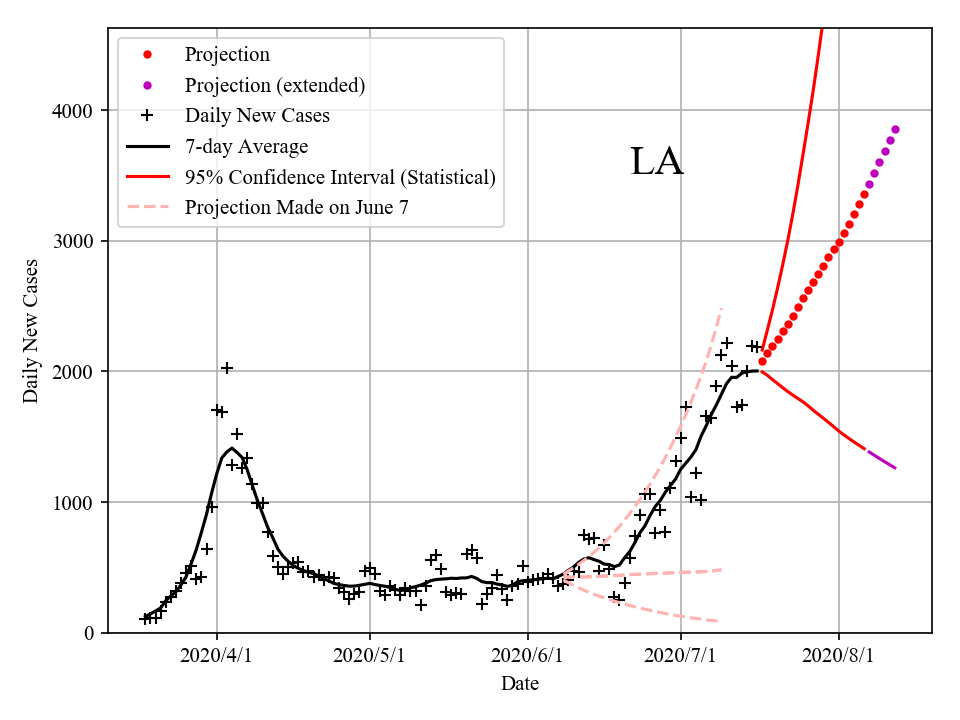 Projection
Projection (extended)
Daily New Cases
7-day Average
95% Confidence Interval (Statistical)
Projection Made on June 7
LA
4000
3000
2000
1000
0
Daily New Cases
2020/4/1 2020/5/1 2020/6/1 2020/7/1 2020/8/1
Date